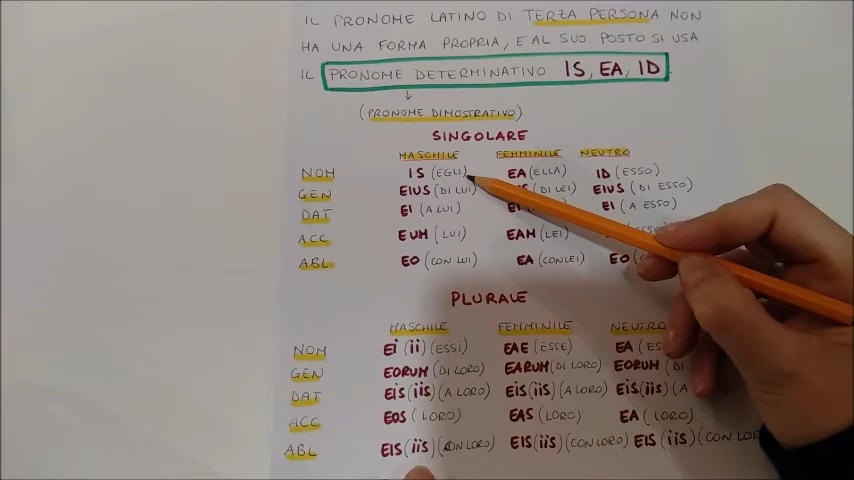 IL PRONOME LATINO DI TERZA PERSONA NON
HA UNA FORMA PROPRIA, E AL SUO POSTO SI USA
IL PRONOME DETERMINATIVO IS, EA, ID
(PRONOME DIMOSTRATIVO)
SINGOLARE
MASCHILE FEMMINILE NEUTRO
NOM IS (EGLI) EA (ELLA) ID (ESSO)
GEN EIUS (DI LUI) (DI LEI) EIUS (DI ESSO)
DAT EI (A LUI) EI (A ESSO)
ACC EUM (LUI) EAM (LEI)
ABL EO (CON LUI) EA (CON LEI) EO
PLURALE
MASCHILE FEMMINILE NEUTRO
NOM Ei (ii) (ESSI) EAE (ESSE) EA
GEN EORUM (DI LORO) EARUM (DI LORO) EORUM (DI
DAT EiS (iis) (A LORO) EiS (iis) (A LORO) EiS (iis) (A
ACC EOS (LORO) EAS (LORO) EA (LORO)
ABL EIS (iiS) (CON LORO) EIS (iiS) (CON LORO) EIS (iiS) (CON